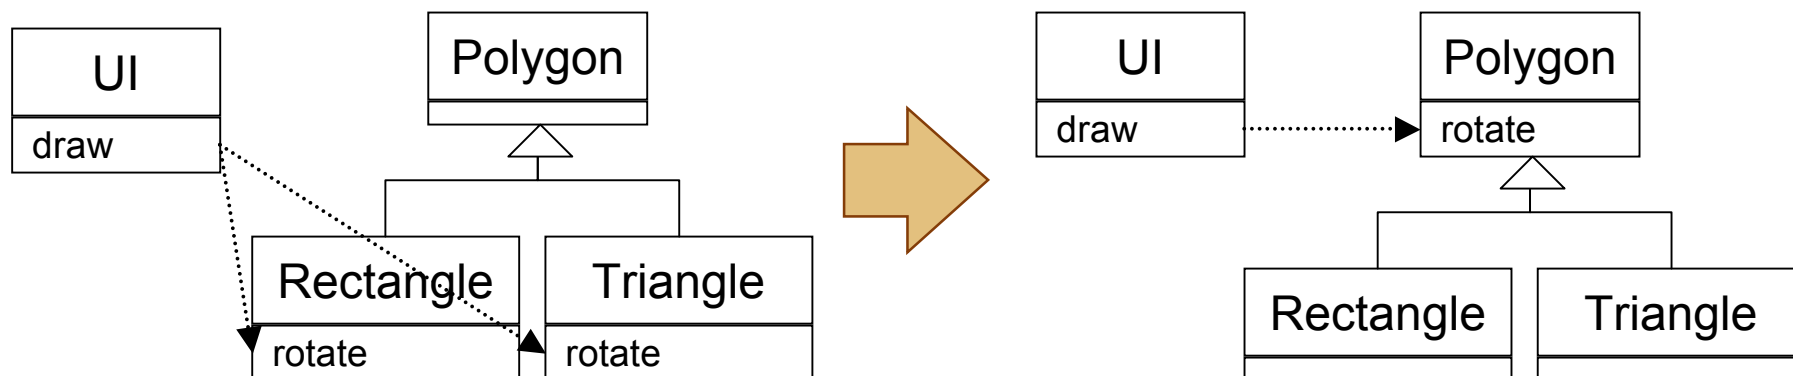 UI
draw
Polygon
Rectangle
rotate
Triangle
rotate
UI
draw
Polygon
rotate
Rectangle
Triangle